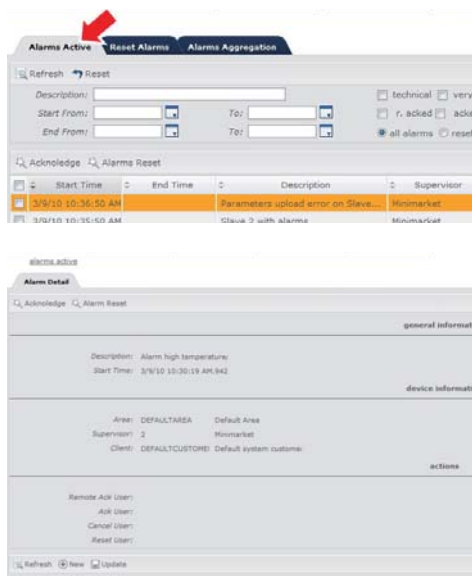 Alarms Active Reset Alarms Alarms Aggregation
Refresh Reset
Description: technical very
Start From: To: r. acked acke
End From: To: all alarms rese
Acknoledge Alarms Reset
Start Time End Time Description Supervisor
3/9/10 10:36:50 AM Parameters upload error on Slave... Minimarket
3/9/10 10:35:50 AM Slave 2 with alarms Minimarket
alarms active
Alarm Detail
Acknoledge Alarm Reset
general informat
Description: Alarm high temperature
Start Time: 3/9/10 10:30:19 AM.942
device informati
Area: DEFAULTAREA Default Area
Supervisor: 2 Minimarket
Client: DEFAULTCUSTOME Default system custome
actions
Remote Ack User:
Ack User:
Cancel User:
Reset User:
Refresh New Update